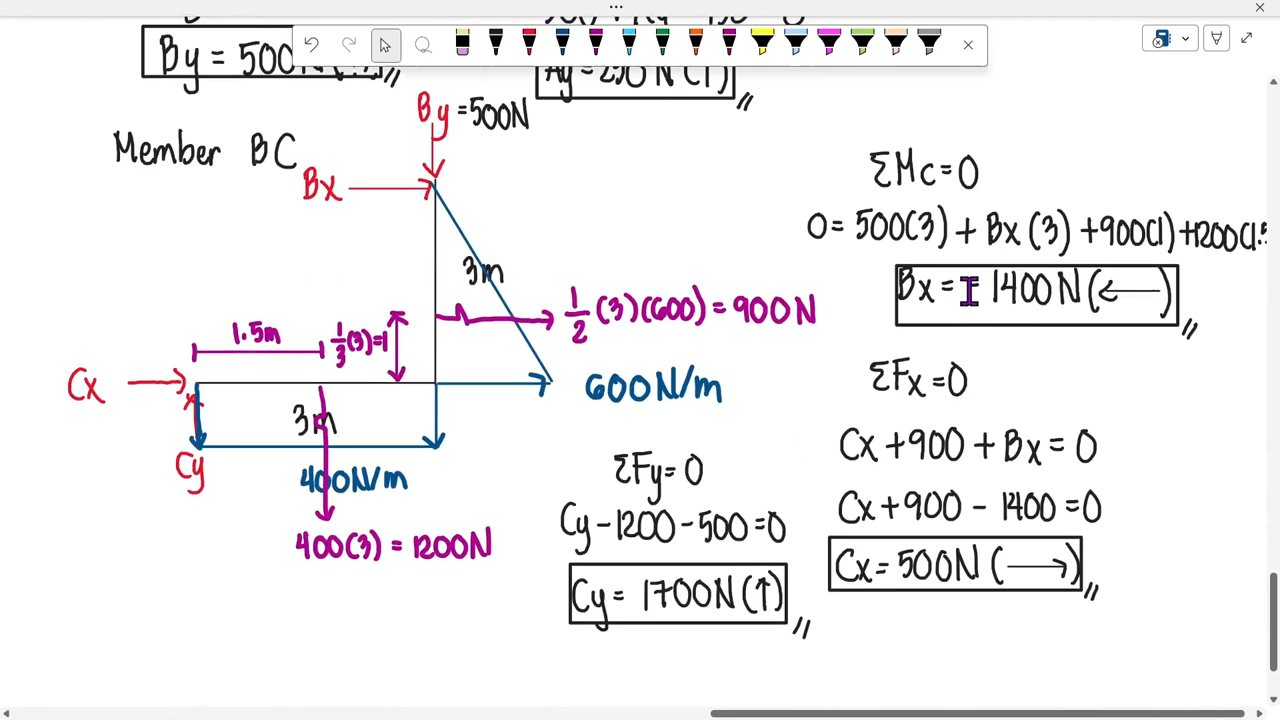 By = 500N
Ay = 250 N (↑)
By = 500N
Member BC
Bx
3m
1/2 (3)(600) = 900N
1.5m
1/3 (3) = 1
Cx
600N/m
3m
Cy
400N/m
400(3) = 1200N
ΣFy = 0
Cy - 1200 - 500 = 0
Cy = 1700N (↑)
ΣMc = 0
0 = 500(3) + Bx (3) + 900(1) + 1200(1.5
Bx = - 1400N (←)
ΣFx = 0
Cx + 900 + Bx = 0
Cx + 900 - 1400 = 0
Cx = 500N (→)